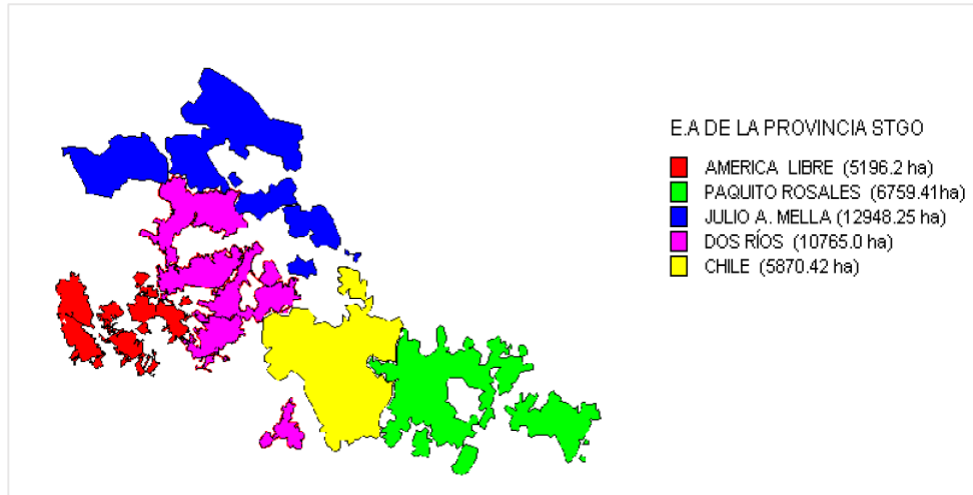 E.A DE LA PROVINCIA STGO
AMERICA LIBRE (5196.2 ha)
PAQUITO ROSALES (6759.41ha)
JULIO A. MELLA (12948.25 ha)
DOS RÍOS (10765.0 ha)
CHILE (5870.42 ha)